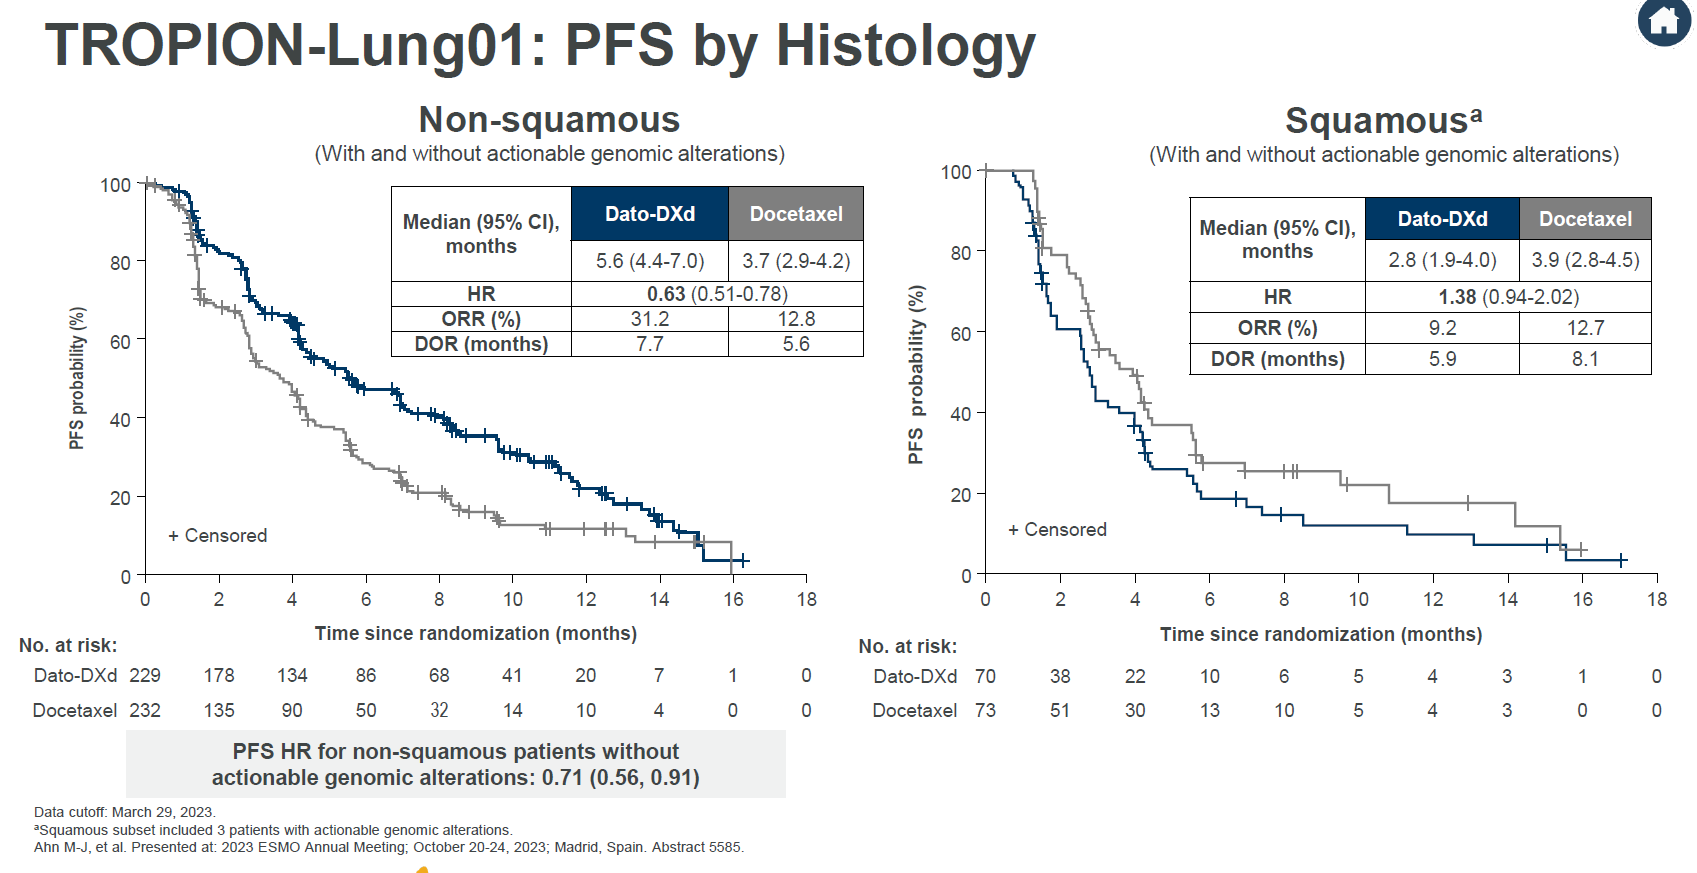 TROPION-Lung01: PFS by Histology
Non-squamous
(With and without actionable genomic alterations)
PFS probability (%)
100
80
60
40
20
0
Median (95% CI), months Dato-DXd Docetaxel
5.6 (4.4-7.0) 3.7 (2.9-4.2)
HR 0.63 (0.51-0.78)
ORR (%) 31.2 12.8
DOR (months) 7.7 5.6
+ Censored
0 2 4 6 8 10 12 14 16 18
Time since randomization (months)
No. at risk:
Dato-DXd 229 178 134 86 68 41 20 7 1 0
Docetaxel 232 135 90 50 32 14 10 4 0 0
PFS HR for non-squamous patients without
actionable genomic alterations: 0.71 (0.56, 0.91)
Squamousª
(With and without actionable genomic alterations)
PFS probability (%)
100
80
60
40
20
0
Median (95% CI), months Dato-DXd Docetaxel
2.8 (1.9-4.0) 3.9 (2.8-4.5)
HR 1.38 (0.94-2.02)
ORR (%) 9.2 12.7
DOR (months) 5.9 8.1
+ Censored
0 2 4 6 8 10 12 14 16 18
Time since randomization (months)
No. at risk:
Dato-DXd 70 38 22 10 6 5 4 3 1 0
Docetaxel 73 51 30 13 10 5 4 3 0 0
Data cutoff: March 29, 2023.
ªSquamous subset included 3 patients with actionable genomic alterations.
Ahn M-J, et al. Presented at: 2023 ESMO Annual Meeting; October 20-24, 2023; Madrid, Spain. Abstract 5585.